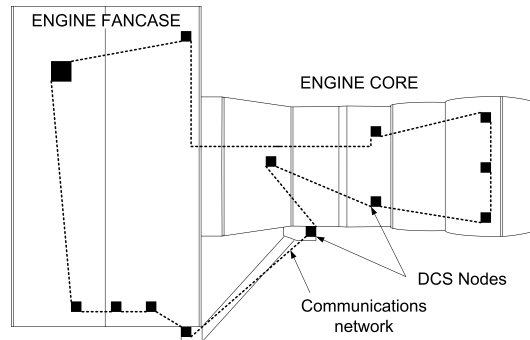 ENGINE FANCASE
ENGINE CORE
DCS Nodes
Communications
network